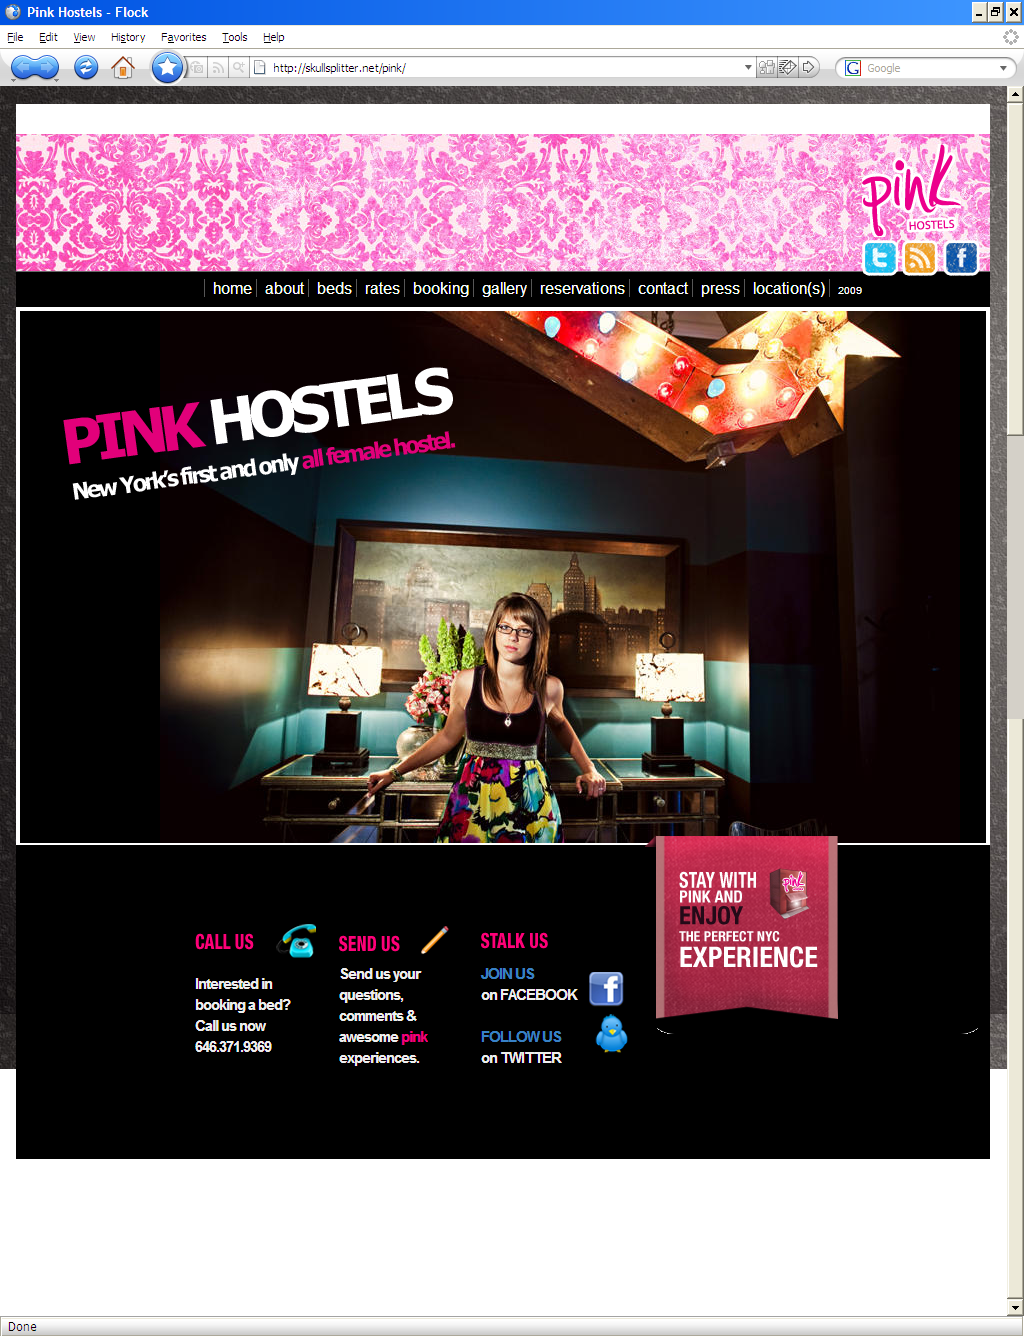 Pink Hostels - Flock
File Edit View History Favorites Tools Help
http://skullsplitter.net/pink/
G Google
pink
HOSTELS
home about beds rates booking gallery reservations contact press location(s) 2009
PINK HOSTELS
New York's first and only all female hostel.
STAY WITH
PINK AND
ENJOY
THE PERFECT NYC
EXPERIENCE
pink
CALL US
Interested in
booking a bed?
Call us now
646.371.9369
SEND US
Send us your
questions,
comments &
awesome pink
experiences.
STALK US
JOIN US
on FACEBOOK
FOLLOW US
on TWITTER
Done